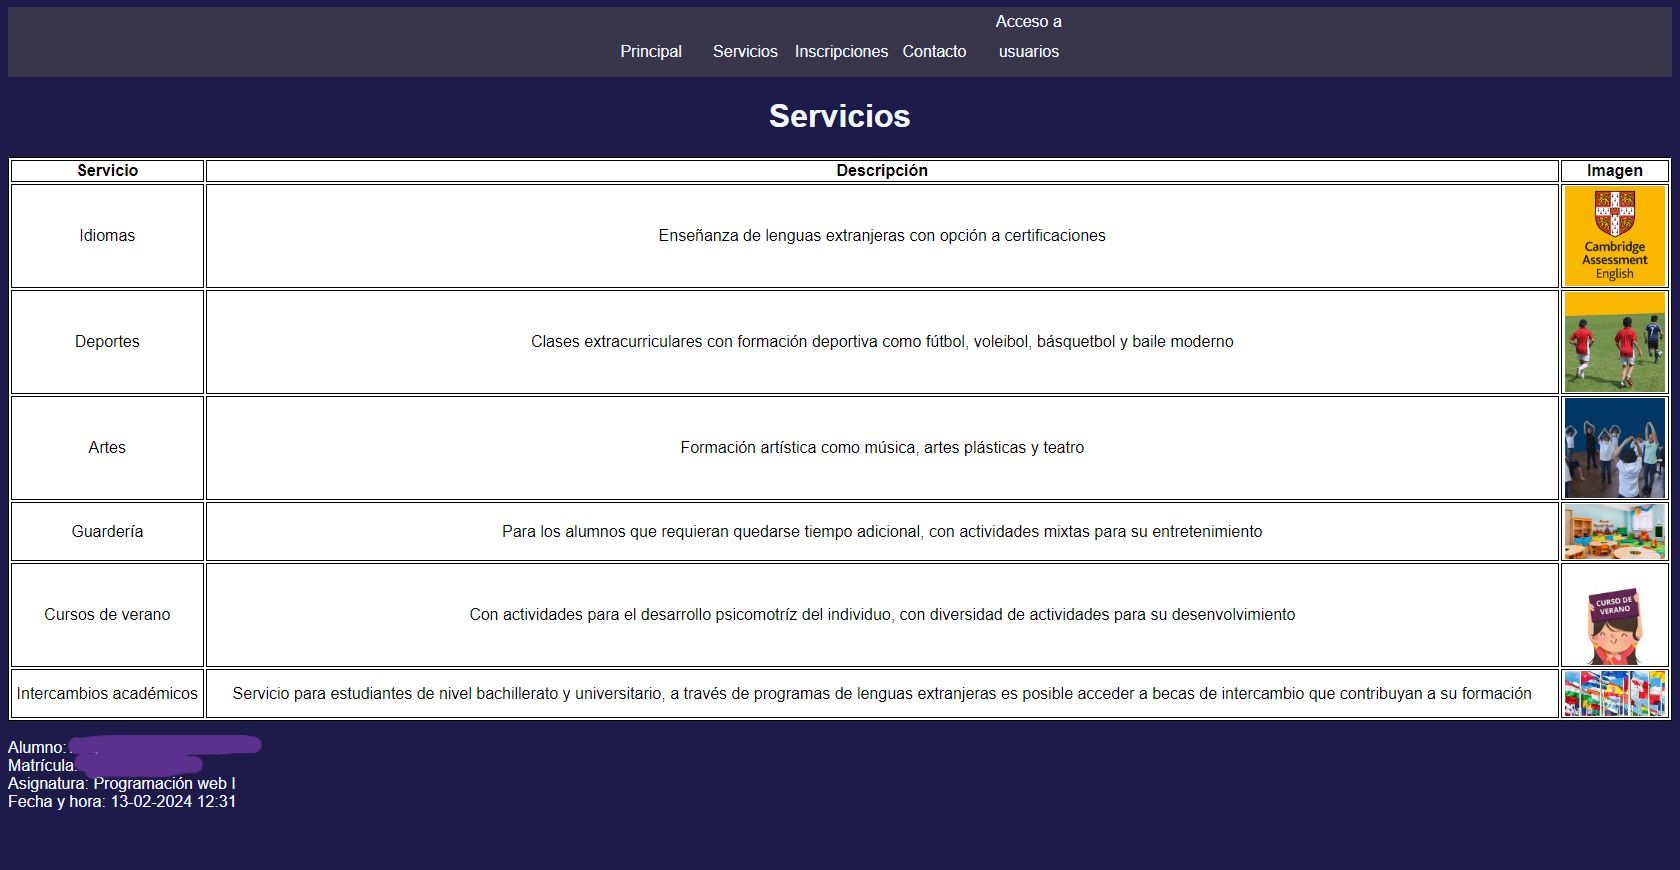 Acceso a
Principal Servicios Inscripciones Contacto usuarios
Servicios
Servicio Descripción Imagen
Idiomas Enseñanza de lenguas extranjeras con opción a certificaciones
Cambridge
Assessment
English
Deportes Clases extracurriculares con formación deportiva como fútbol, voleibol, básquetbol y baile moderno
Artes Formación artística como música, artes plásticas y teatro
Guardería Para los alumnos que requieran quedarse tiempo adicional, con actividades mixtas para su entretenimiento
CURSO DE
VERANO
Cursos de verano Con actividades para el desarrollo psicomotríz del individuo, con diversidad de actividades para su desenvolvimiento
Intercambios académicos Servicio para estudiantes de nivel bachillerato y universitario, a través de programas de lenguas extranjeras es posible acceder a becas de intercambio que contribuyan a su formación
Alumno:
Matrícula:
Asignatura: Programación web I
Fecha y hora: 13-02-2024 12:31